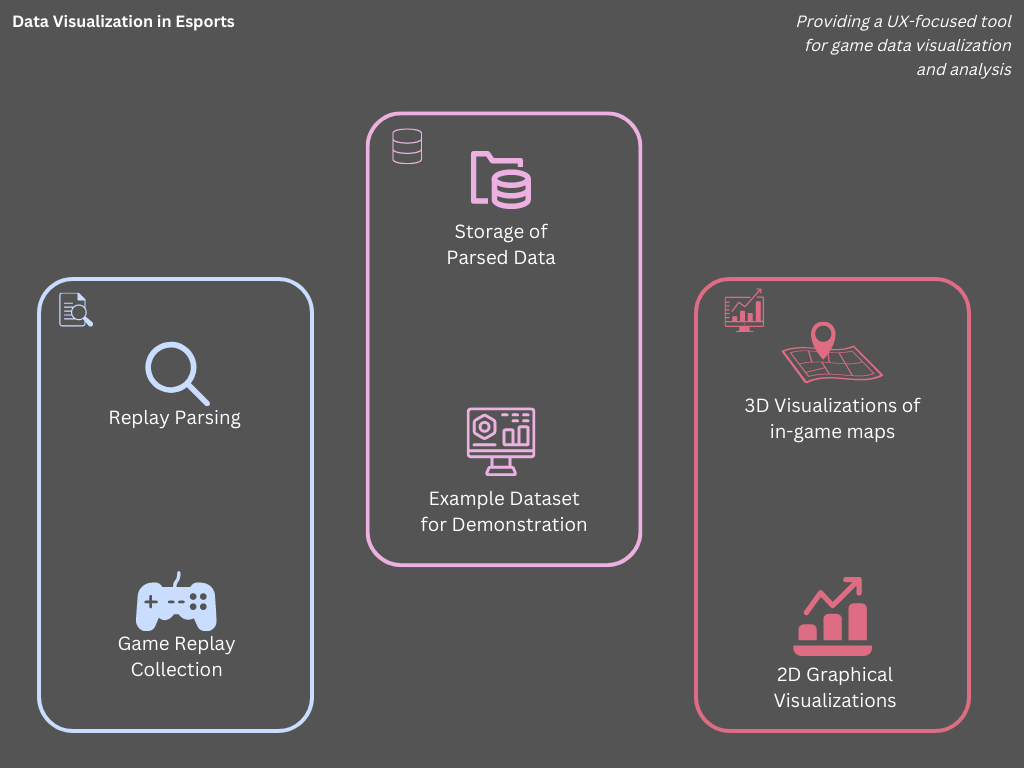 Data Visualization in Esports
Providing a UX-focused tool
for game data visualization
and analysis
Replay Parsing
Game Replay
Collection
Storage of
Parsed Data
Example Dataset
for Demonstration
3D Visualizations of
in-game maps
2D Graphical
Visualizations